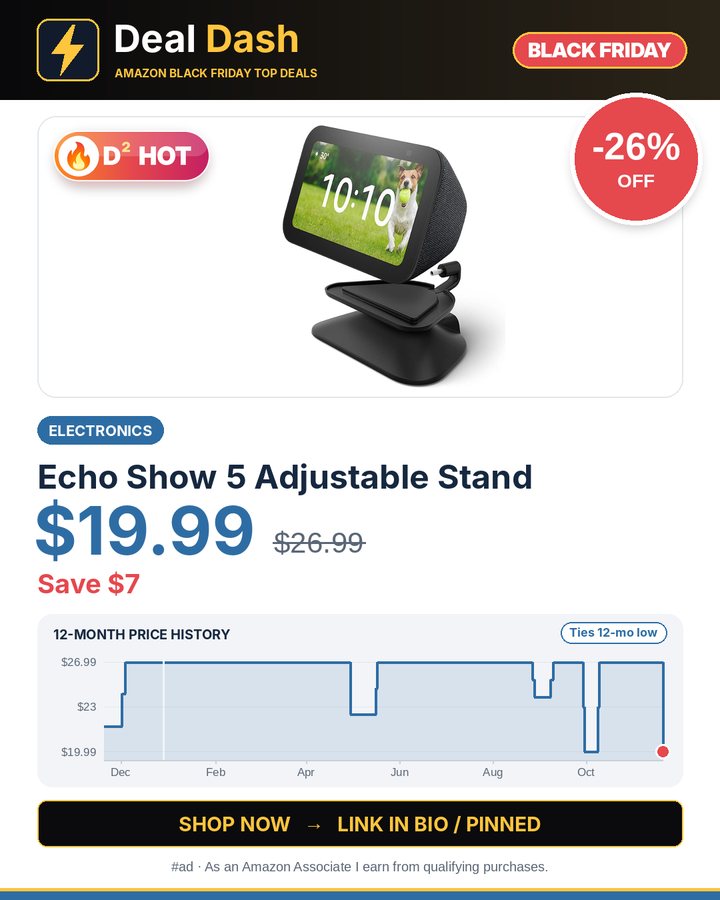 Deal Dash
AMAZON BLACK FRIDAY TOP DEALS
BLACK FRIDAY
D² HOT
-26%
OFF
30°
10:10
ELECTRONICS
Echo Show 5 Adjustable Stand
$19.99 $26.99
Save $7
12-MONTH PRICE HISTORY
Ties 12-mo low
$26.99
$23
$19.99
Dec Feb Apr Jun Aug Oct
SHOP NOW → LINK IN BIO / PINNED
#ad · As an Amazon Associate I earn from qualifying purchases.